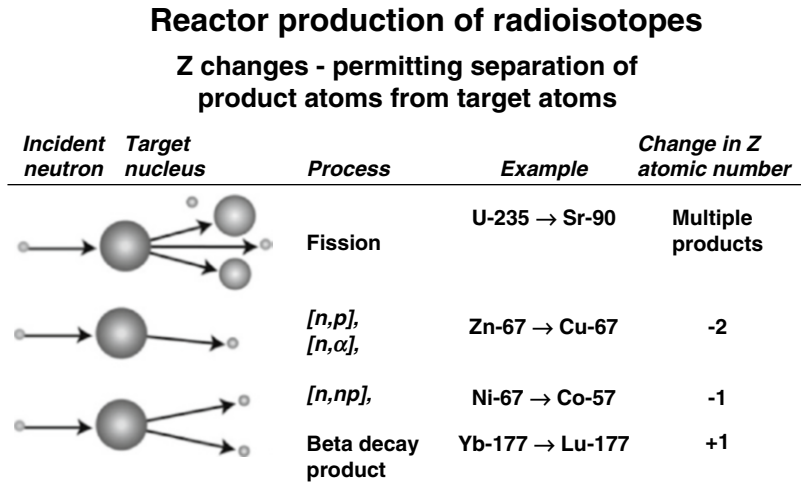 Reactor production of radioisotopes
Z changes - permitting separation of
product atoms from target atoms
Incident neutron Target nucleus Process Example Change in Z atomic number
Fission U-235 → Sr-90 Multiple products
[n,p], [n,α], Zn-67 → Cu-67 -2
[n,np], Ni-67 → Co-57 -1
Beta decay product Yb-177 → Lu-177 +1